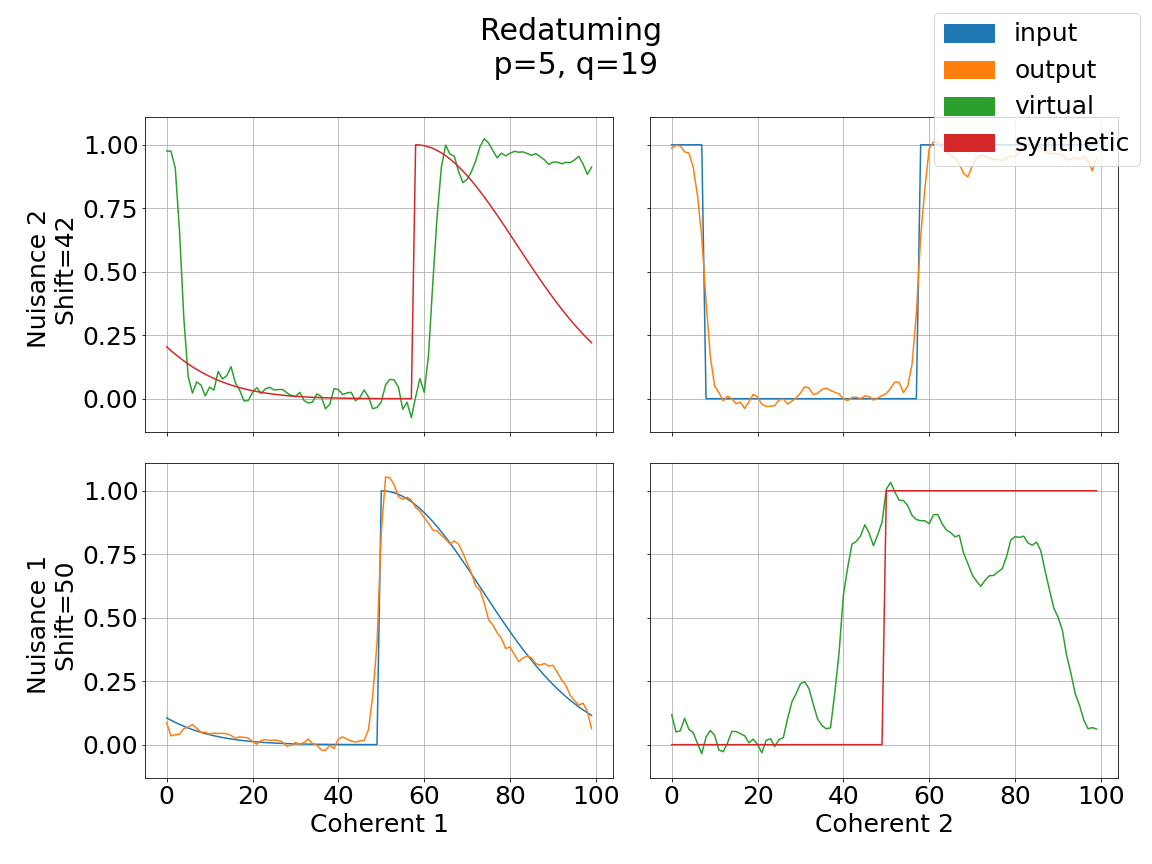 Redatuming
p=5, q=19
input
output
virtual
synthetic
Nuisance 2
Shift=42
1.00
0.75
0.50
0.25
0.00
Nuisance 1
Shift=50
1.00
0.75
0.50
0.25
0.00
0 20 40 60 80 100
Coherent 1
0 20 40 60 80 100
Coherent 2